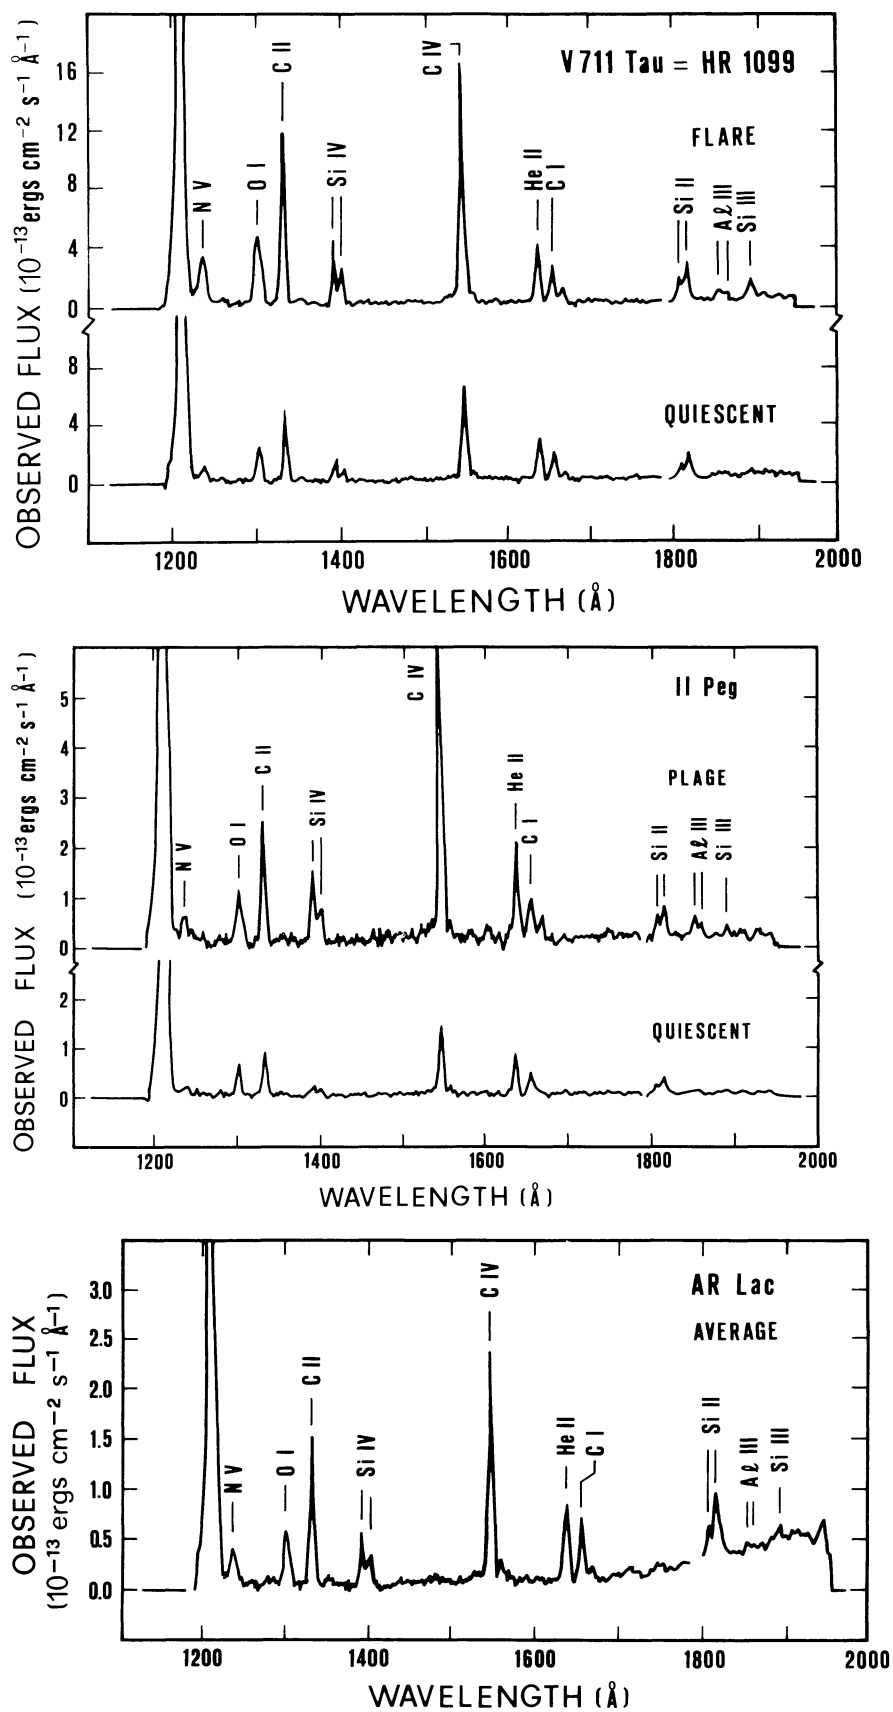 V711 Tau = HR 1099
FLARE
N V
O I
C II
Si IV
C IV
He II
C I
Si II
Aℓ III
Si III
OBSERVED FLUX (10⁻¹³ergs cm⁻² s⁻¹ Å⁻¹)
16
12
8
4
0
8
4
0
QUIESCENT
1200 1400 1600 1800 2000
WAVELENGTH (Å)
II Peg
PLAGE
N V
O I
C II
Si IV
C IV
He II
C I
Si II
Aℓ III
Si III
OBSERVED FLUX (10⁻¹³ergs cm⁻² s⁻¹ Å⁻¹)
5
4
3
2
1
0
2
1
0
QUIESCENT
1200 1400 1600 1800 2000
WAVELENGTH (Å)
AR Lac
AVERAGE
N V
O I
C II
Si IV
C IV
He II
C I
Si II
Aℓ III
Si III
OBSERVED FLUX
(10⁻¹³ ergs cm⁻² s⁻¹ Å⁻¹)
3.0
2.5
2.0
1.5
1.0
0.5
0.0
1200 1400 1600 1800 2000
WAVELENGTH (Å)